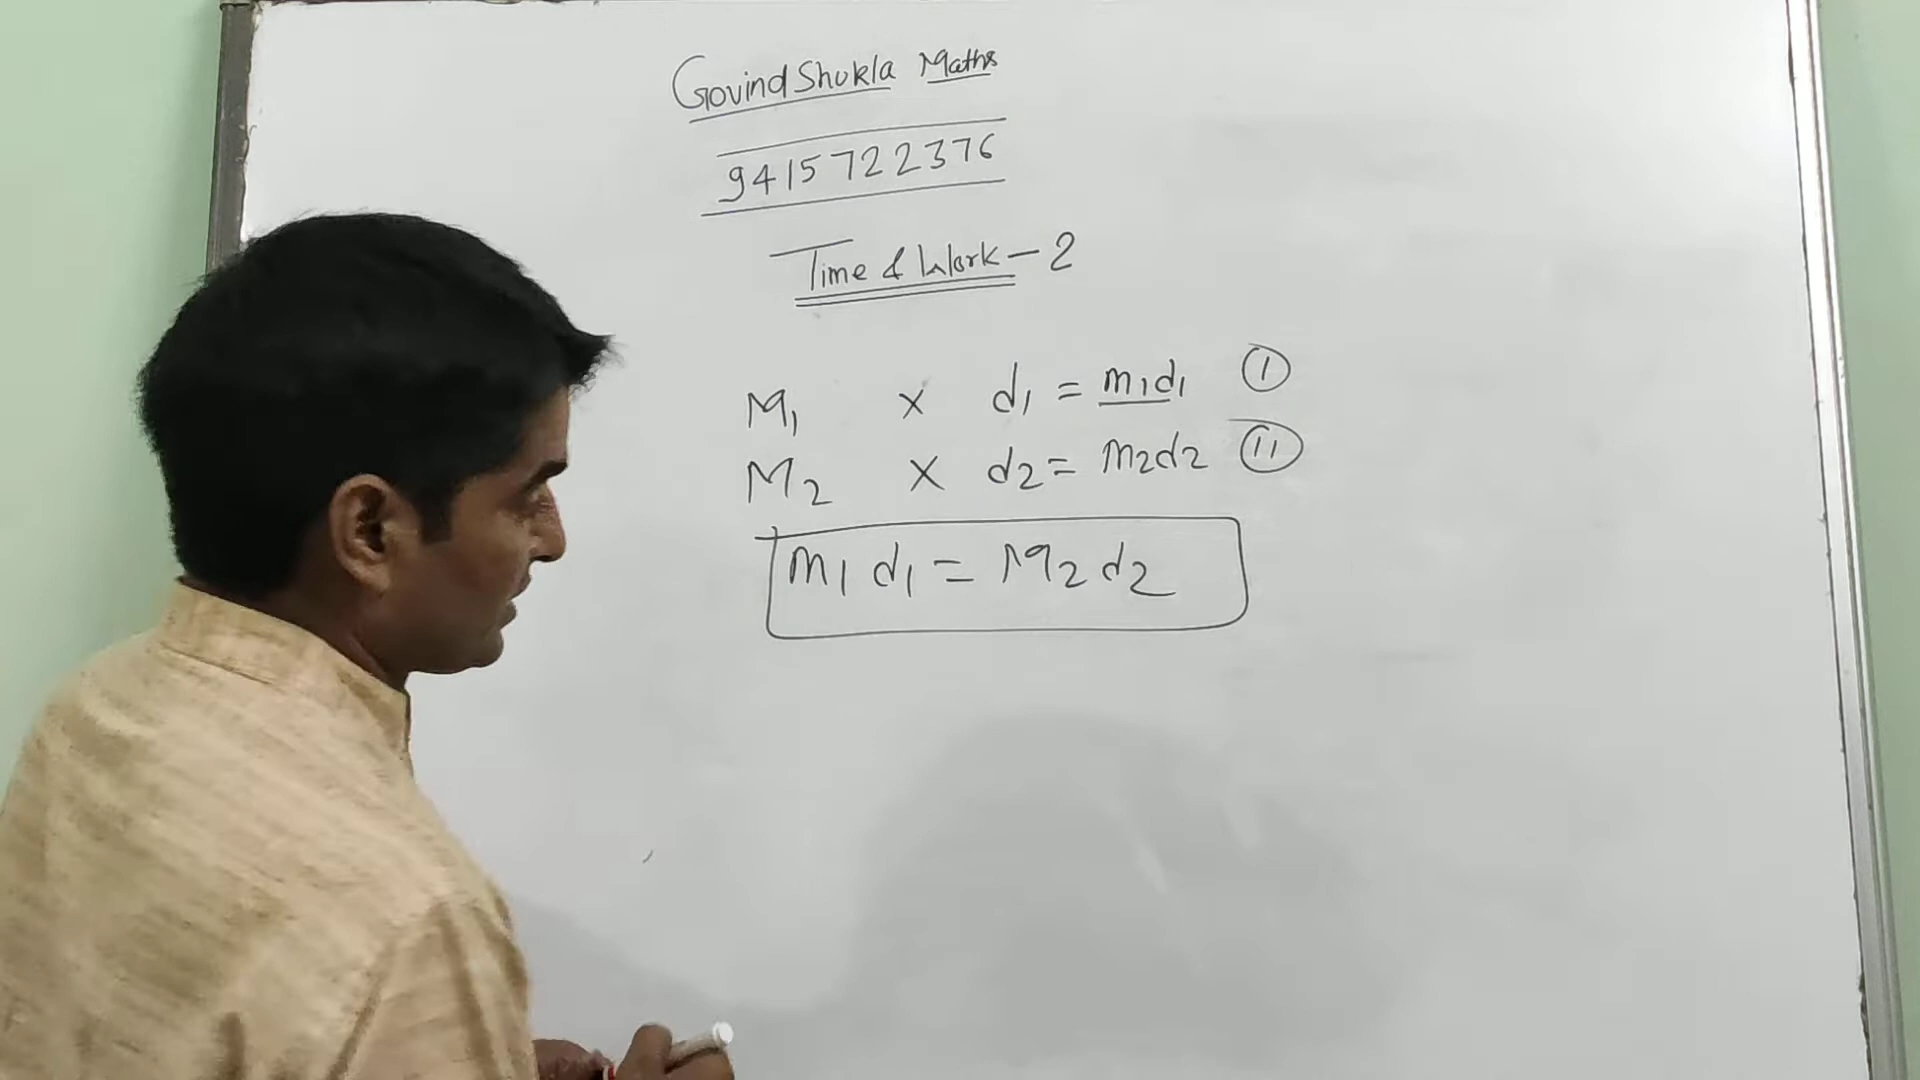 Govind Shukla Maths
9415722376
Time & Work - 2
M₁ × d₁ = m₁d₁ (I)
M₂ × d₂ = m₂d₂ (II)
m₁ d₁ = M₂ d₂